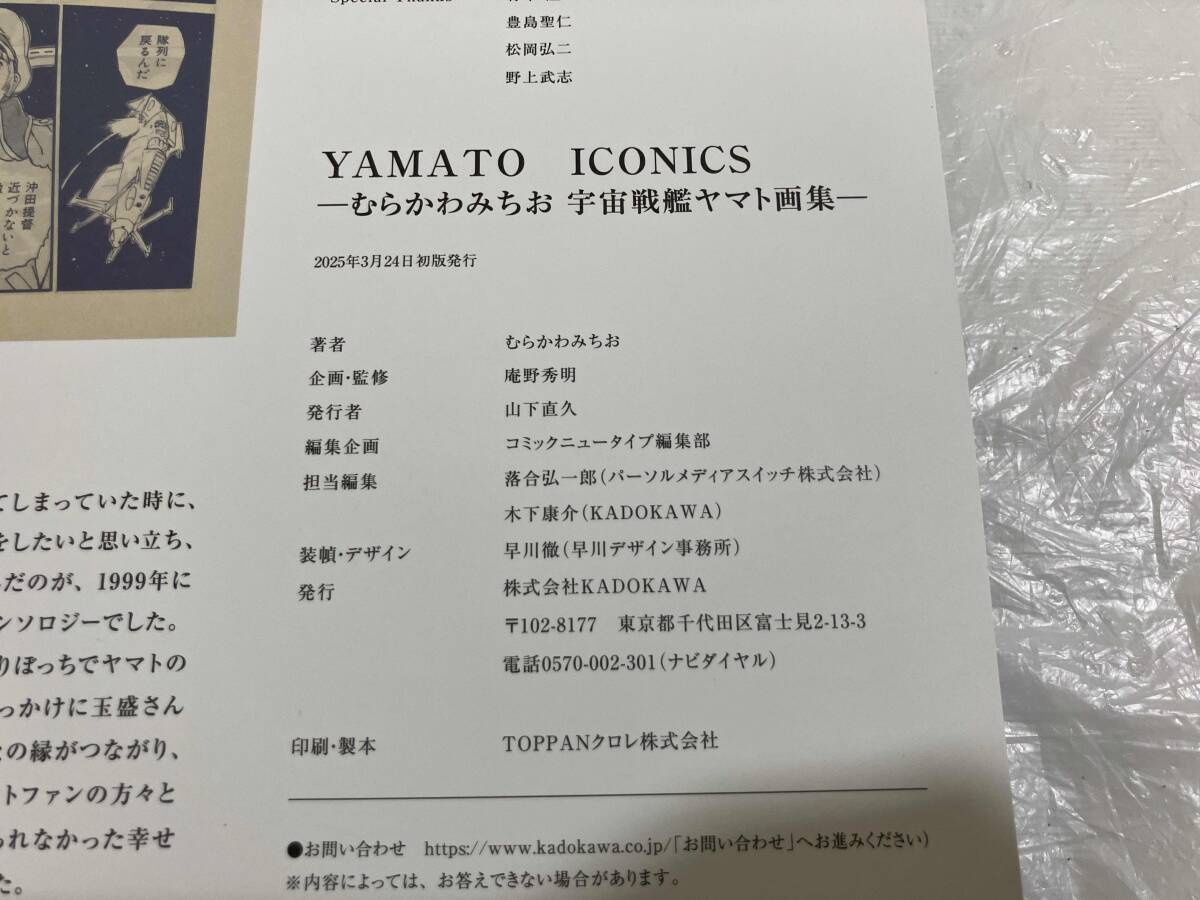 隊列に
戻るんだ
沖田提督
近づかないと
てしまっていた時に、
をしたいと思い立ち、
だのが、1999年に
ンソロジーでした。
りぼっちでヤマトの
っかけに玉盛さん
の縁がつながり、
トファンの方々と
られなかった幸せ
た。
Special Thanks
豊島聖仁
松岡弘二
野上武志
YAMATO ICONICS
―むらかわみちお 宇宙戦艦ヤマト画集―
2025年3月24日初版発行
著者 むらかわみちお
企画・監修 庵野秀明
発行者 山下直久
編集企画 コミックニュータイプ編集部
担当編集 落合弘一郎(パーソルメディアスイッチ株式会社)
木下康介(KADOKAWA)
装幀・デザイン 早川徹(早川デザイン事務所)
発行 株式会社KADOKAWA
〒102-8177 東京都千代田区富士見2-13-3
電話0570-002-301(ナビダイヤル)
印刷・製本 TOPPANクロレ株式会社
●お問い合わせ https://www.kadokawa.co.jp/「お問い合わせ」へお進みください)
※内容によっては、お答えできない場合があります。